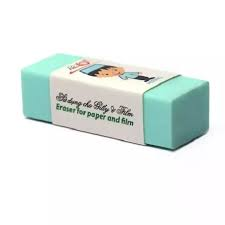 Sử dụng cho Giấy & Film
Eraser for paper and film